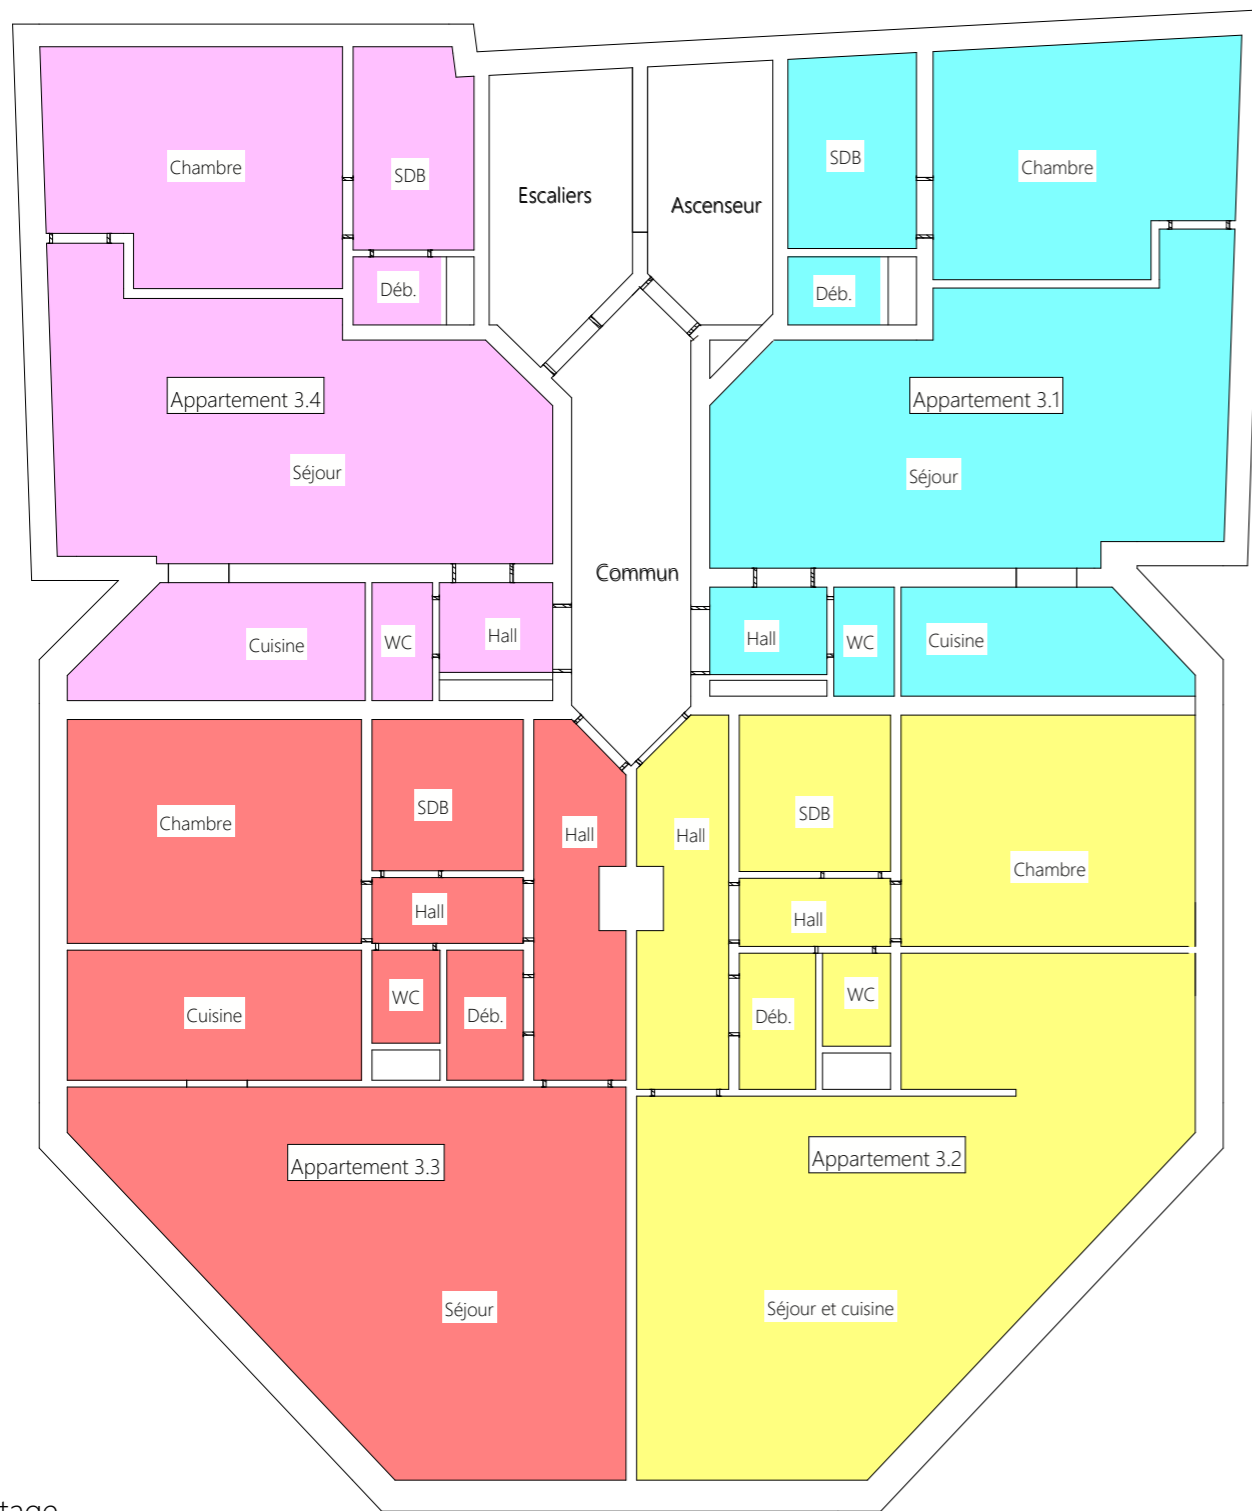 Chambre
SDB
Escaliers
Ascenseur
SDB
Chambre
Déb.
Déb.
Appartement 3.4
Appartement 3.1
Séjour
Séjour
Commun
Cuisine
WC
Hall
Hall
WC
Cuisine
Chambre
SDB
Hall
Hall
SDB
Chambre
Hall
Hall
Cuisine
WC
Déb.
Déb.
WC
Appartement 3.3
Appartement 3.2
Séjour
Séjour et cuisine